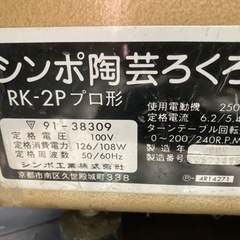 シンポ陶芸ろくろ
RK-2Pプロ形
91-38309
定格電圧 100V
定格消費電力 126/108W
定格周波数 50/60Hz
シンポ工業株式会社
京都市南区久世殿城町338
使用電動機 250
定格電流 6.2/5.4
ターンテーブル回転
0~200/240R.P.M
製造
製造
〒-4R14271